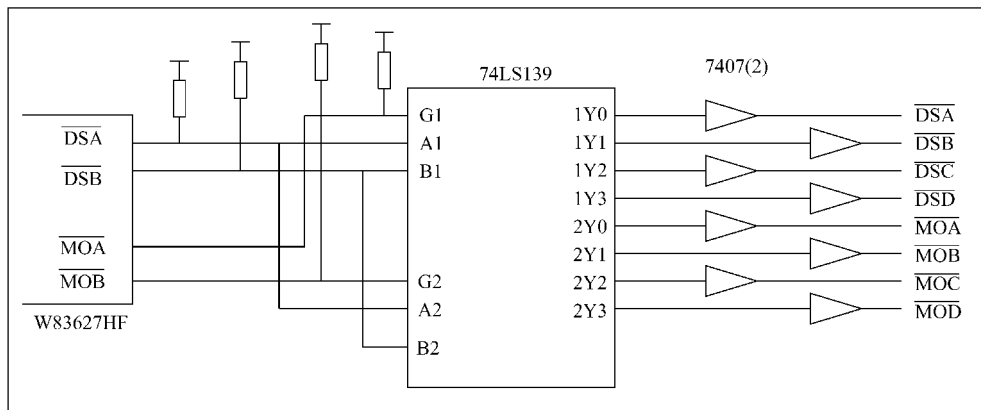 74LS139
7407(2)
DSA
DSB
MOA
MOB
W83627HF
G1
A1
B1
G2
A2
B2
1Y0
1Y1
1Y2
1Y3
2Y0
2Y1
2Y2
2Y3
DSA
DSB
DSC
DSD
MOA
MOB
MOC
MOD